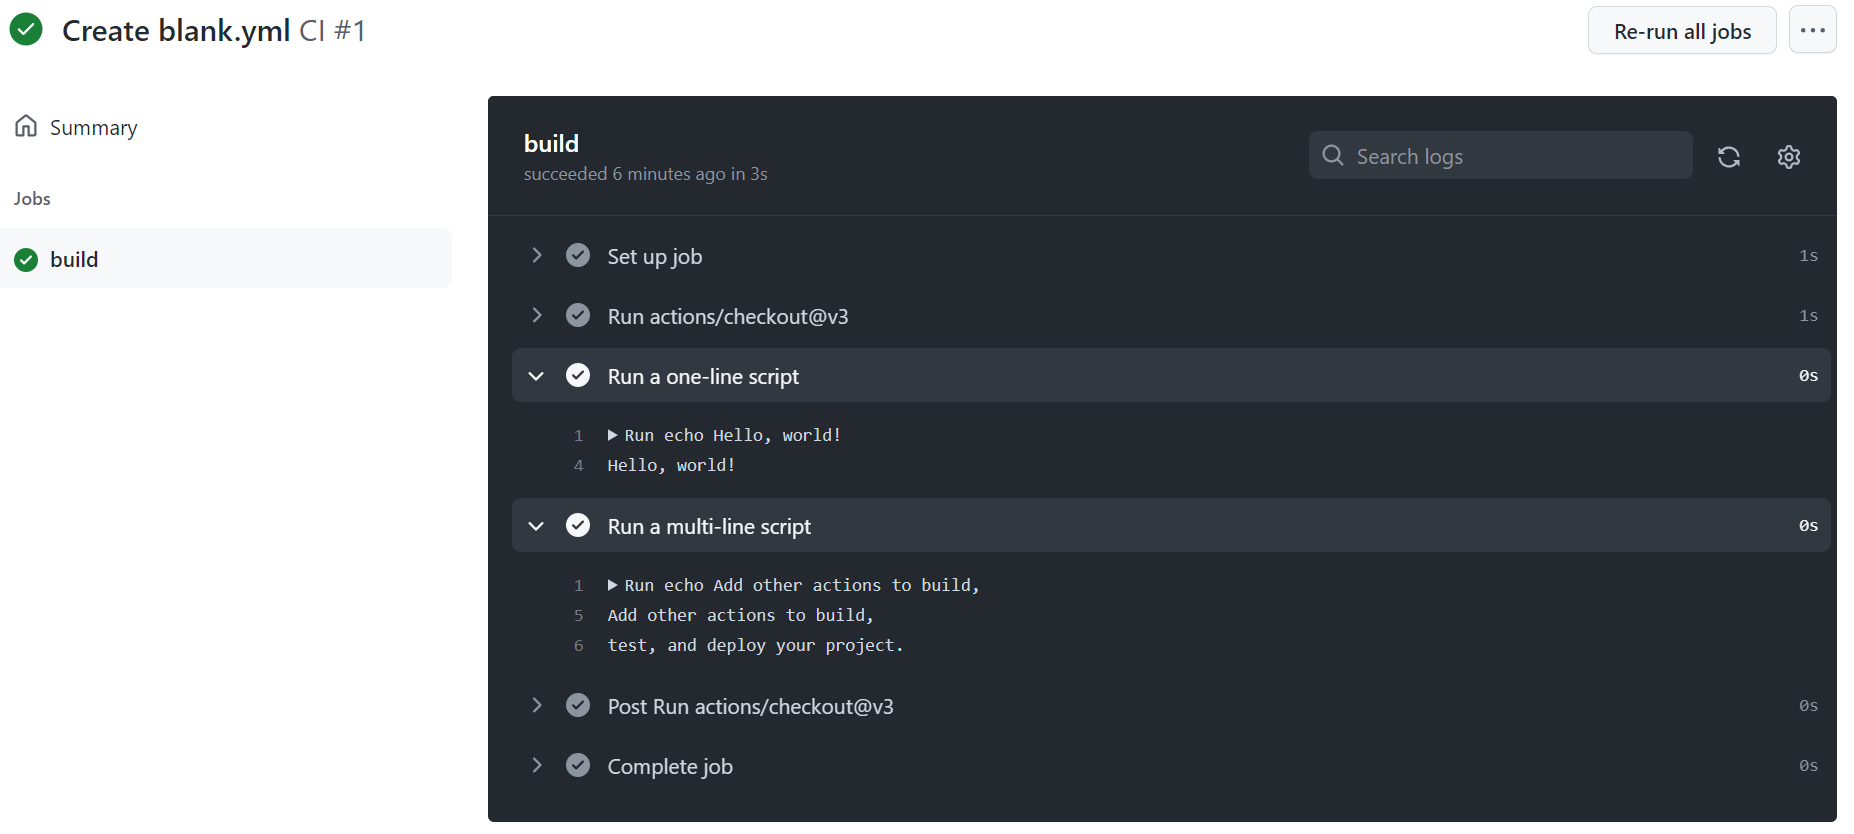 Create blank.yml CI #1
Re-run all jobs
Summary
Jobs
build
build
succeeded 6 minutes ago in 3s
Search logs
Set up job 1s
Run actions/checkout@v3 1s
Run a one-line script 0s
1 Run echo Hello, world!
4 Hello, world!
Run a multi-line script 0s
1 Run echo Add other actions to build,
5 Add other actions to build,
6 test, and deploy your project.
Post Run actions/checkout@v3 0s
Complete job 0s